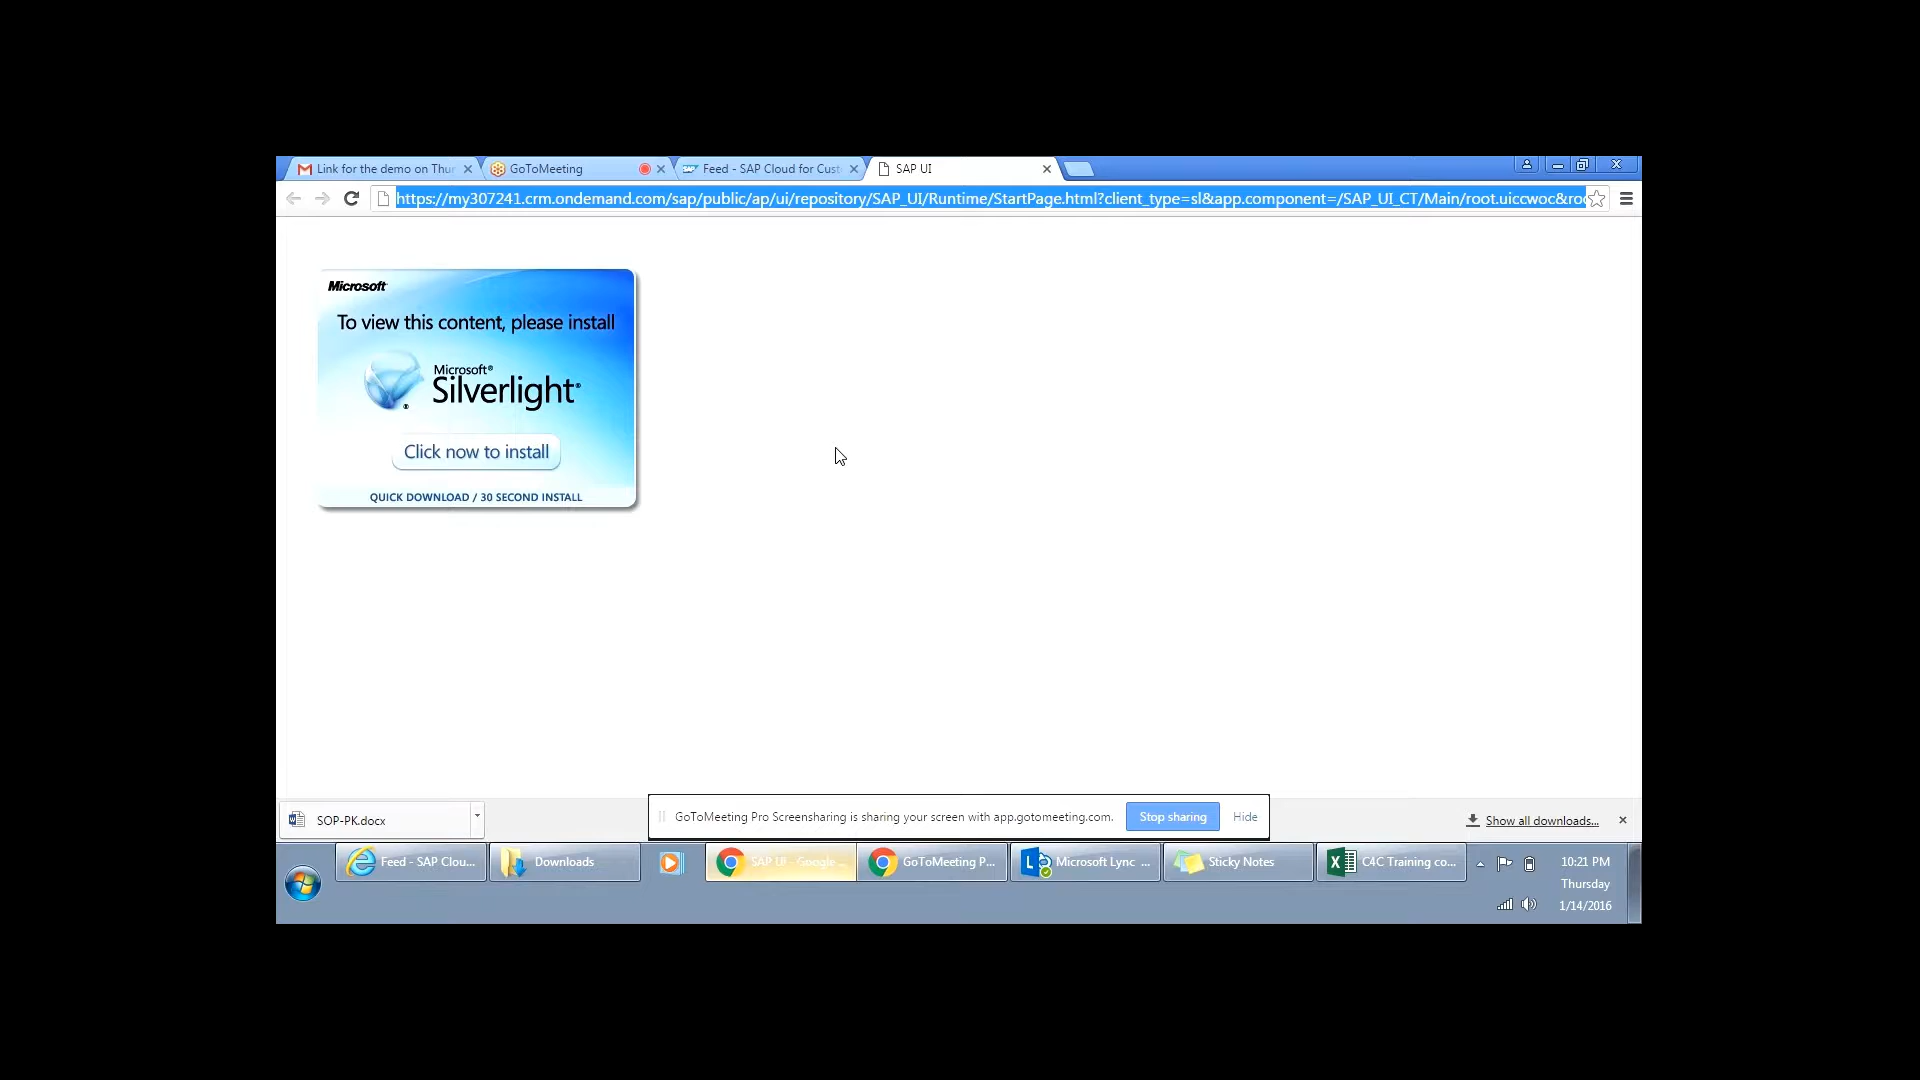 Link for the demo on Thur
GoToMeeting
Feed - SAP Cloud for Cust
SAP UI
https://my307241.crm.ondemand.com/sap/public/ap/ui/repository/SAP_UI/Runtime/StartPage.html?client_type=sl&app.component=/SAP_UI_CT/Main/root.uiccwoc&roo
Microsoft
To view this content, please install
Microsoft®
Silverlight®
Click now to install
QUICK DOWNLOAD / 30 SECOND INSTALL
SOP-PK.docx
GoToMeeting Pro Screensharing is sharing your screen with app.gotomeeting.com.
Stop sharing
Hide
Show all downloads...
Feed - SAP Clou...
Downloads
SAP UI - Google ...
GoToMeeting P...
Microsoft Lync ...
Sticky Notes
C4C Training co...
10:21 PM
Thursday
1/14/2016